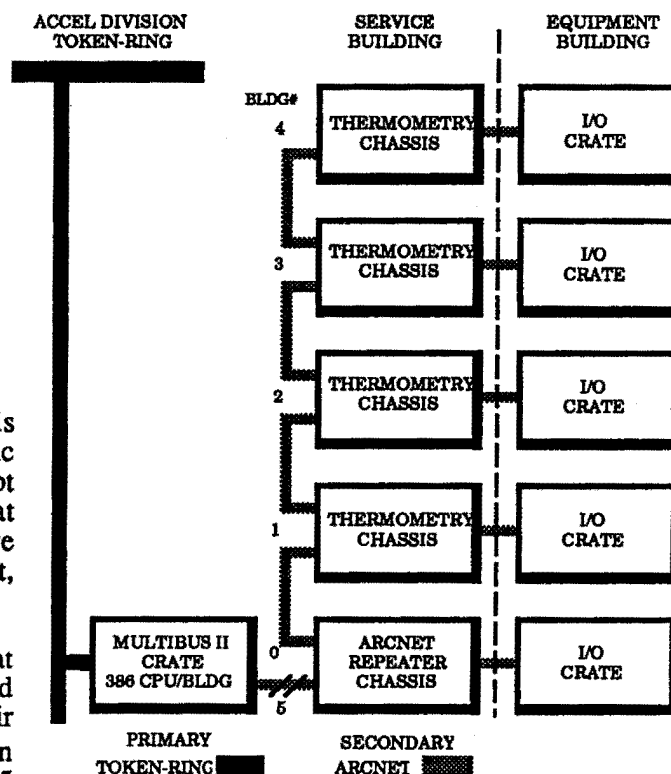 ACCEL DIVISION
TOKEN-RING
SERVICE
BUILDING
EQUIPMENT
BUILDING
BLDG#
4
THERMOMETRY
CHASSIS
I/O
CRATE
3
THERMOMETRY
CHASSIS
I/O
CRATE
2
THERMOMETRY
CHASSIS
I/O
CRATE
1
THERMOMETRY
CHASSIS
I/O
CRATE
0
MULTIBUS II
CRATE
386 CPU/BLDG
5
ARCNET
REPEATER
CHASSIS
I/O
CRATE
PRIMARY
TOKEN-RING
SECONDARY
ARCNET